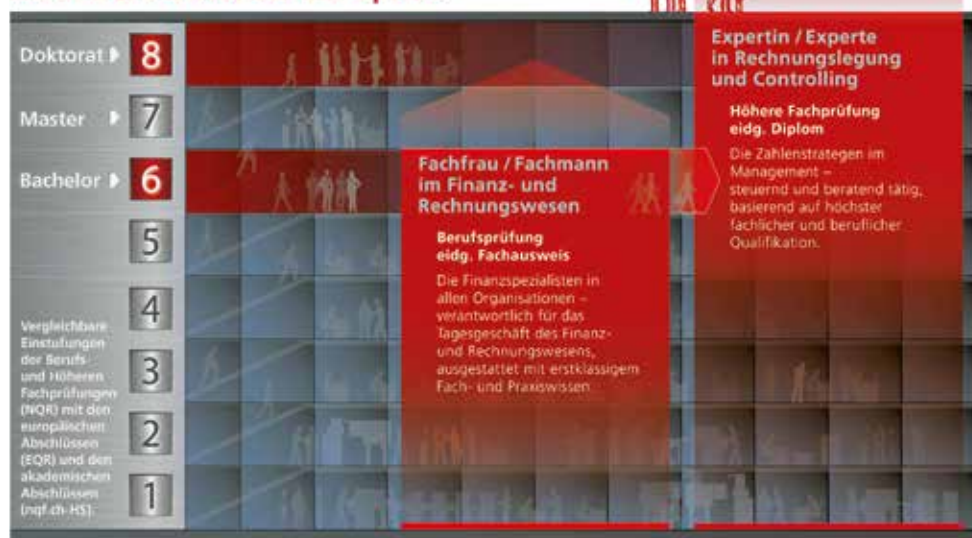 Doktorat
8
Master
7
Bachelor
6
5
4
3
2
1
Vergleichbare
Einstufungen
der Berufs-
und Höheren
Fachprüfungen
(NQR) mit den
europäischen
Abschlüssen
(EQR) und den
akademischen
Abschlüssen
(nqf.ch-HS).
Fachfrau / Fachmann
im Finanz- und
Rechnungswesen
Berufsprüfung
eidg. Fachausweis
Die Finanzspezialisten in
allen Organisationen –
verantwortlich für das
Tagesgeschäft des Finanz-
und Rechnungswesens,
ausgestattet mit erstklassigem
Fach- und Praxiswissen
Expertin / Experte
in Rechnungslegung
und Controlling
Höhere Fachprüfung
eidg. Diplom
Die Zahlenstrategen im
Management –
steuernd und beratend tätig,
basierend auf höchster
fachlicher und beruflicher
Qualifikation.